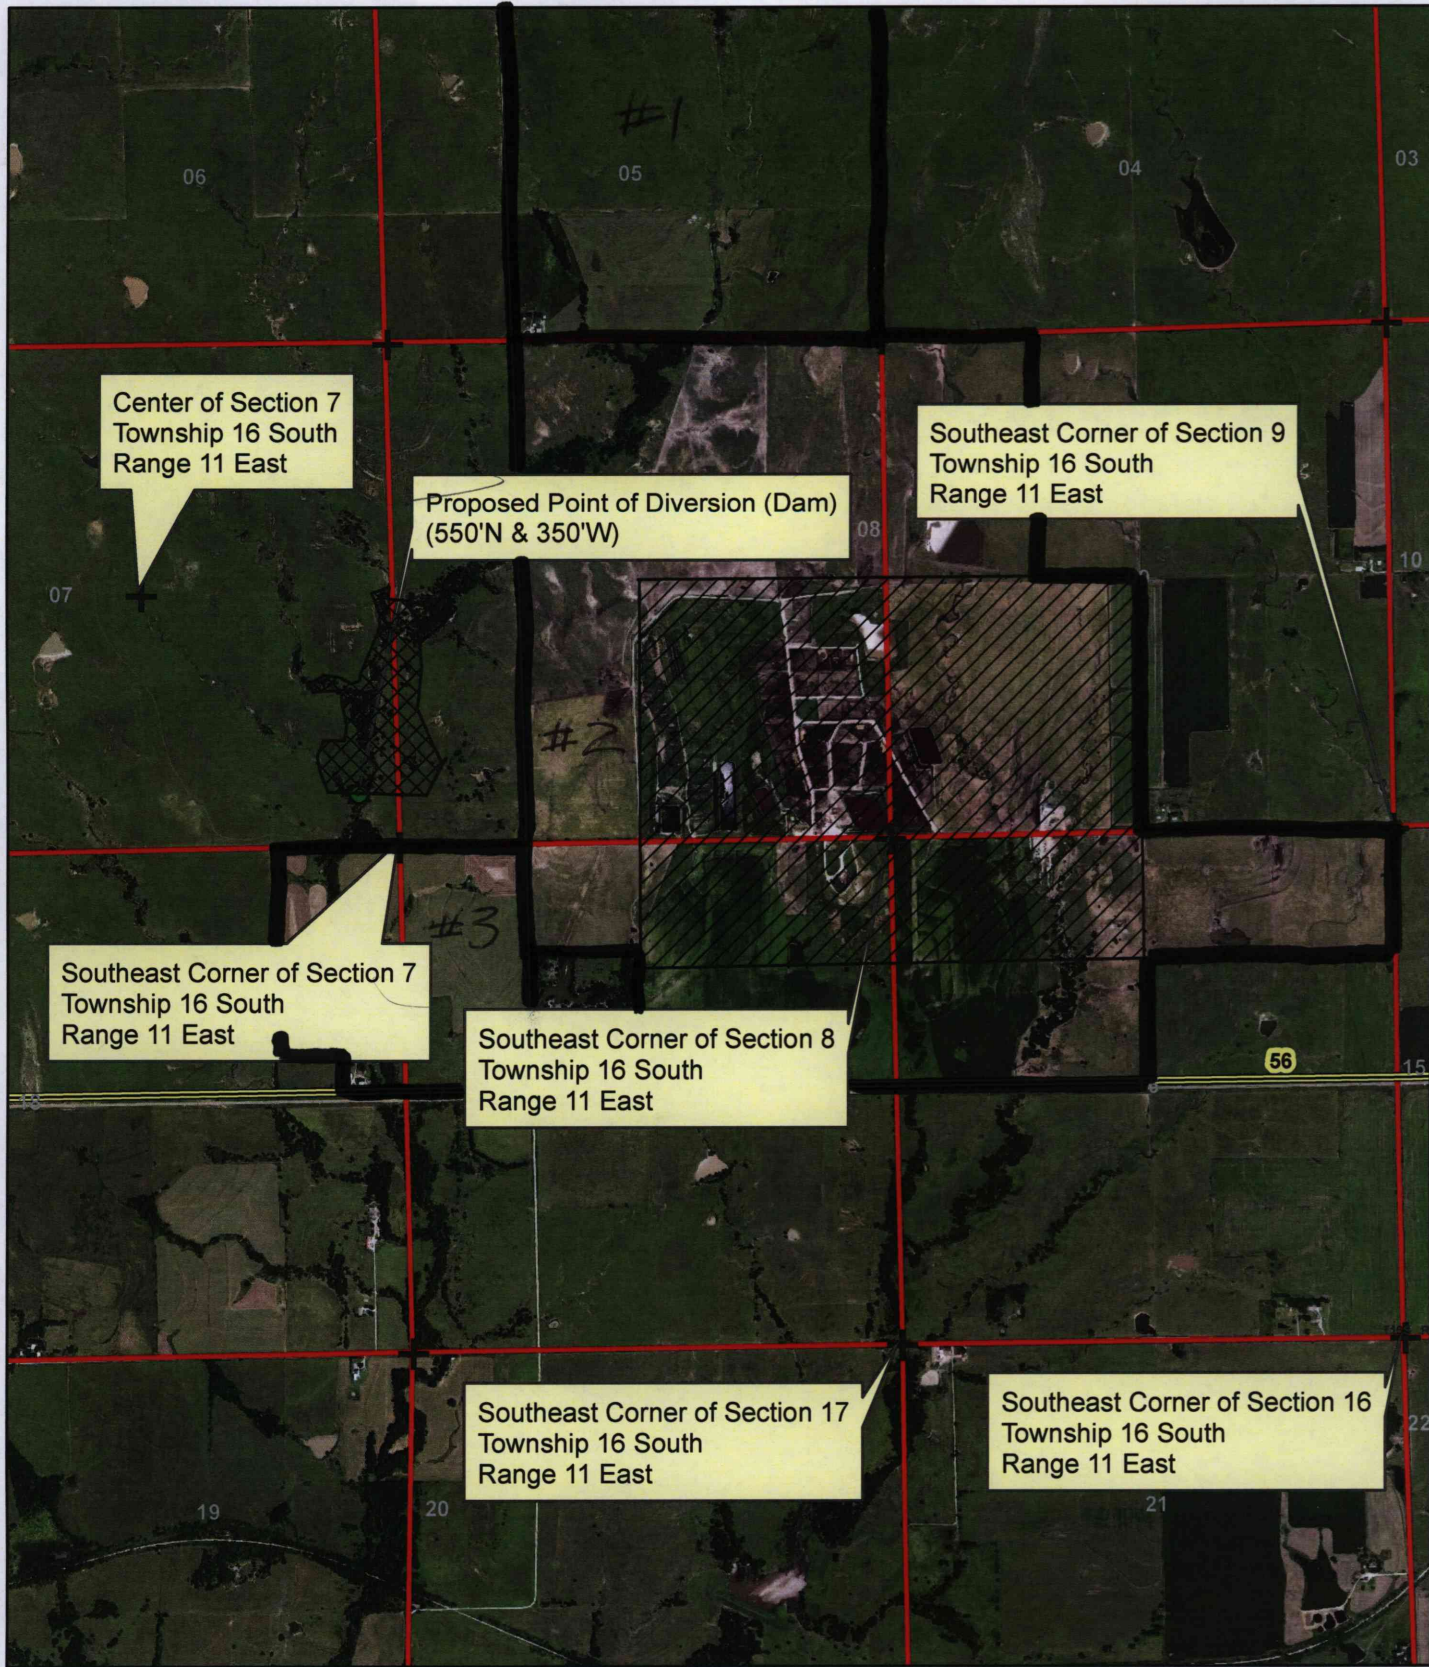 #1
06
05
04
03
Center of Section 7
Township 16 South
Range 11 East
Southeast Corner of Section 9
Township 16 South
Range 11 East
Proposed Point of Diversion (Dam)
(550'N & 350'W)
08
10
07
#2
#3
Southeast Corner of Section 7
Township 16 South
Range 11 East
Southeast Corner of Section 8
Township 16 South
Range 11 East
56
15
18
Southeast Corner of Section 17
Township 16 South
Range 11 East
Southeast Corner of Section 16
Township 16 South
Range 11 East
22
19
20
21